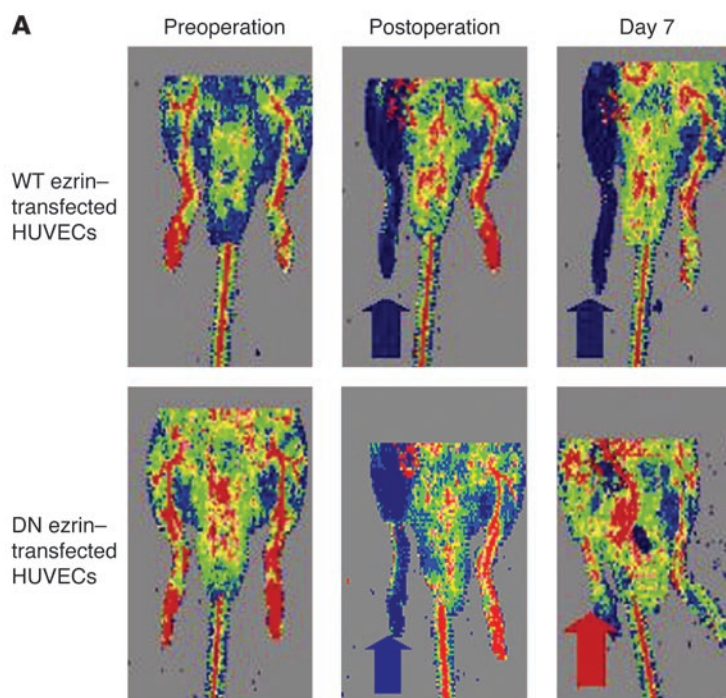 A
Preoperation
Postoperation
Day 7
WT ezrin–
transfected
HUVECs
DN ezrin–
transfected
HUVECs